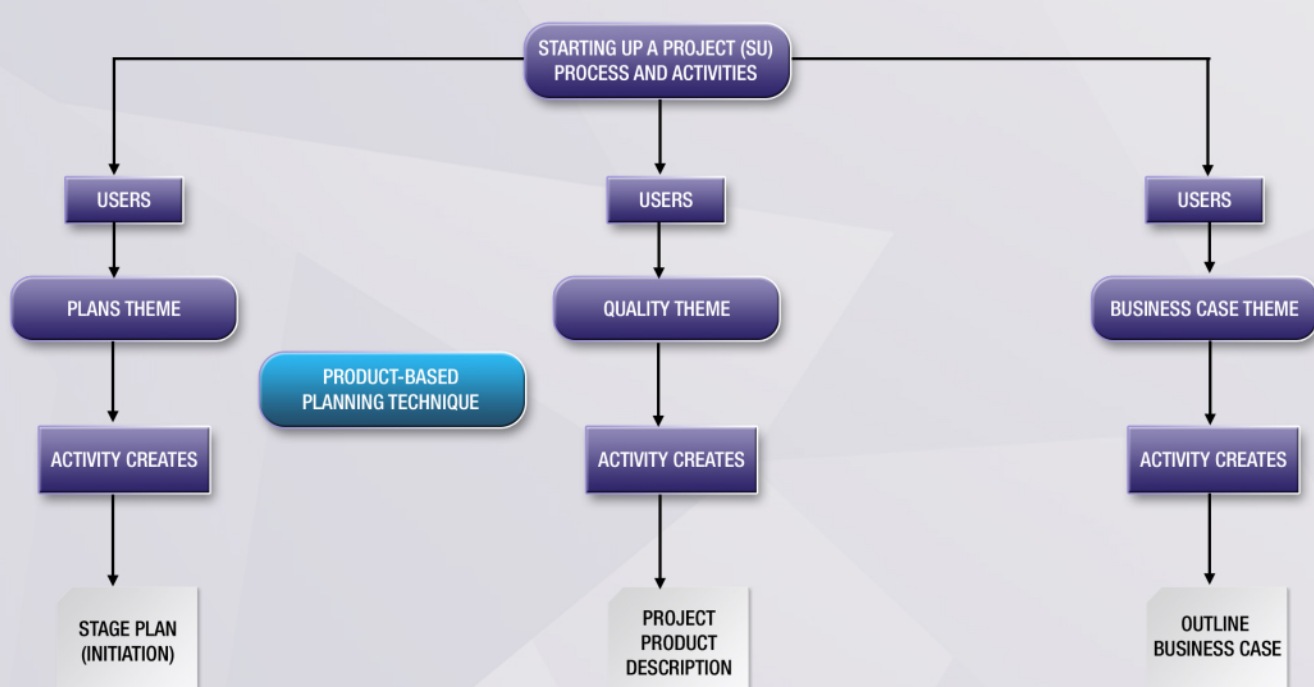 STARTING UP A PROJECT (SU)
PROCESS AND ACTIVITIES
USERS
USERS
USERS
PLANS THEME
QUALITY THEME
BUSINESS CASE THEME
PRODUCT-BASED
PLANNING TECHNIQUE
ACTIVITY CREATES
ACTIVITY CREATES
ACTIVITY CREATES
STAGE PLAN
(INITIATION)
PROJECT
PRODUCT
DESCRIPTION
OUTLINE
BUSINESS CASE